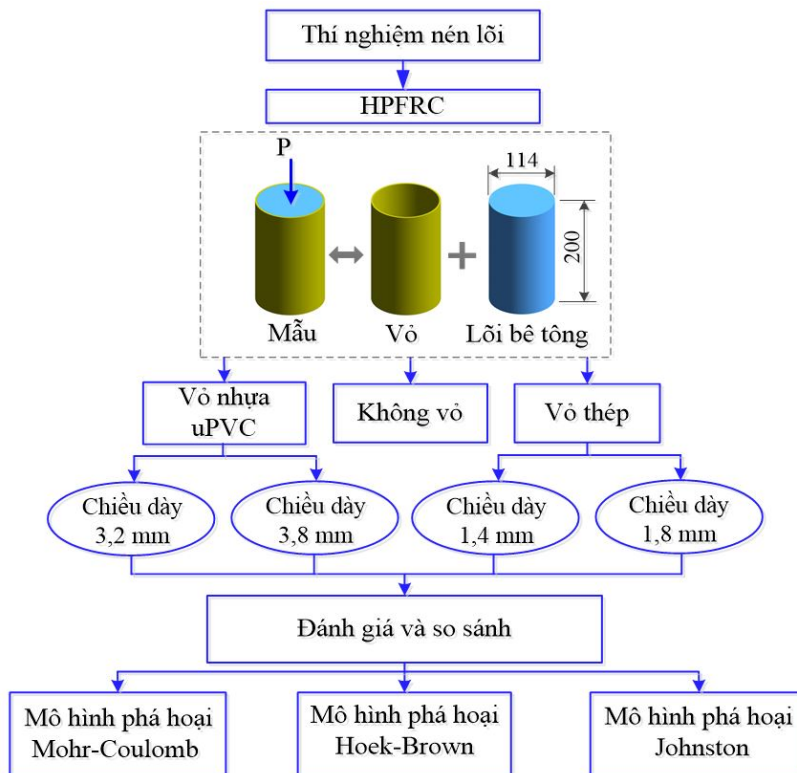 Thí nghiệm nén lõi
HPFRC
P
114
200
Mẫu
Vỏ
Lõi bê tông
Vỏ nhựa
uPVC
Không vỏ
Vỏ thép
Chiều dày
3,2 mm
Chiều dày
3,8 mm
Chiều dày
1,4 mm
Chiều dày
1,8 mm
Đánh giá và so sánh
Mô hình phá hoại
Mohr-Coulomb
Mô hình phá hoại
Hoek-Brown
Mô hình phá hoại
Johnston